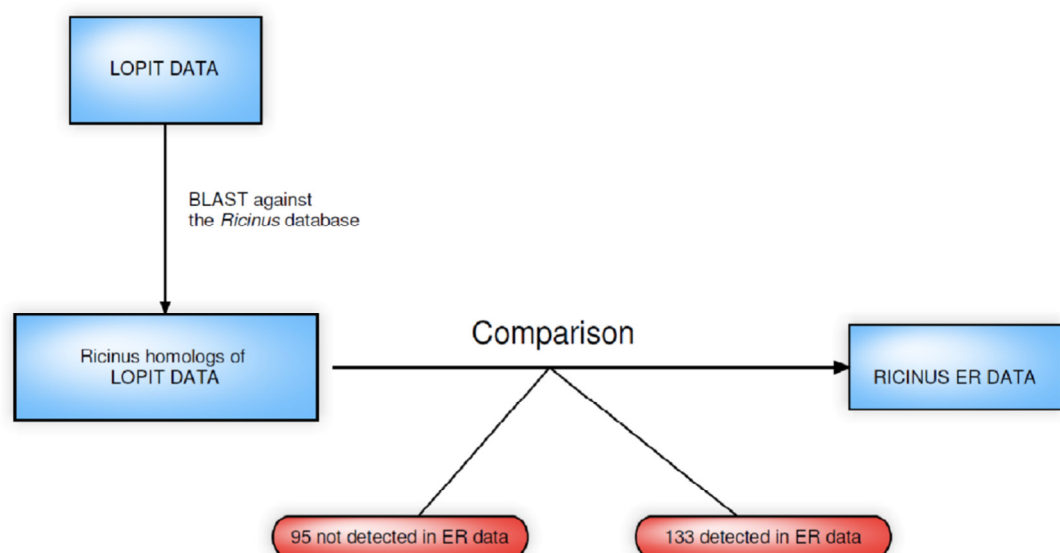 LOPIT DATA
BLAST against
the Ricinus database
Comparison
Ricinus homologs of
LOPIT DATA
RICINUS ER DATA
95 not detected in ER data
133 detected in ER data